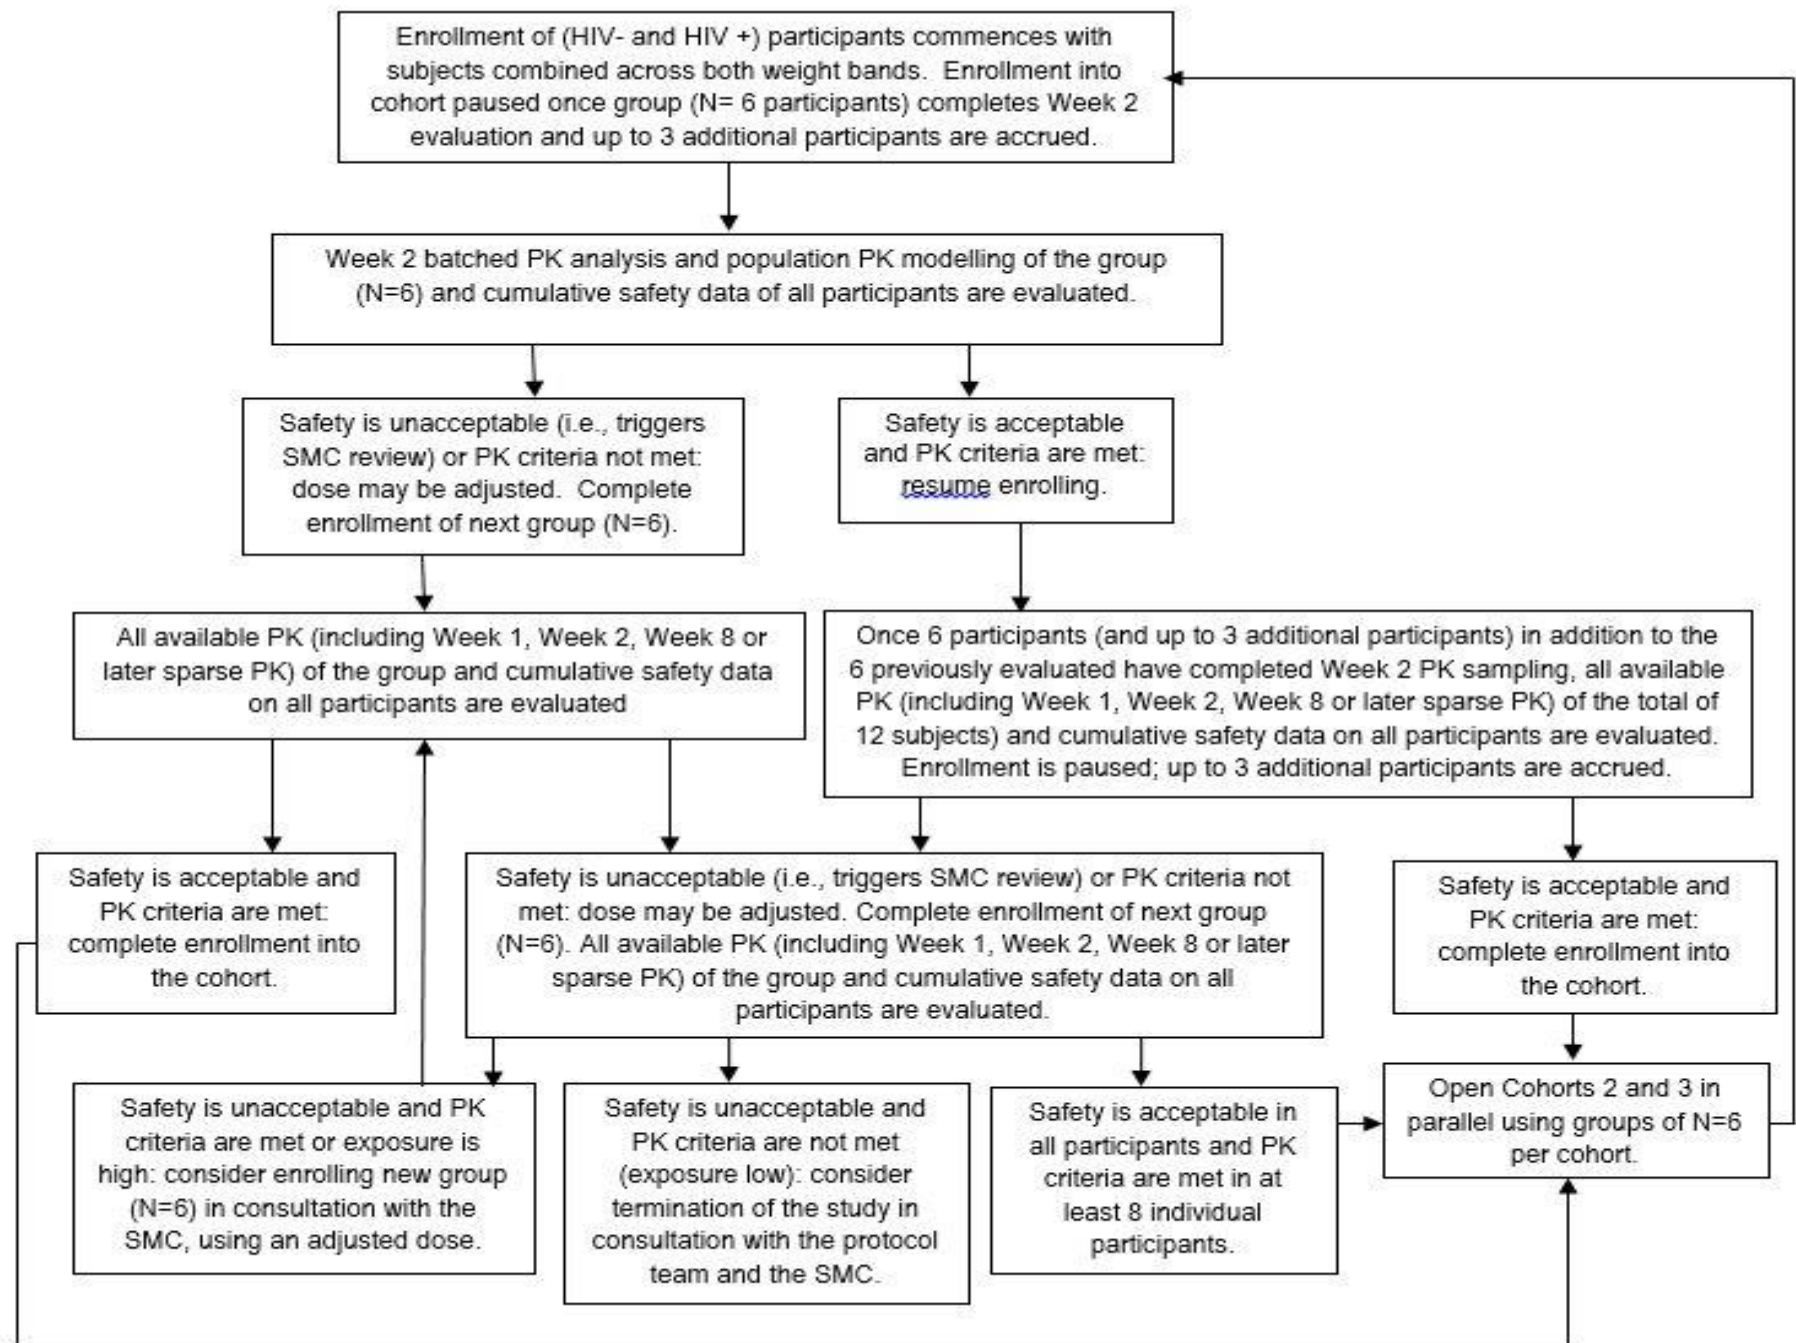 Enrollment of (HIV- and HIV +) participants commences with
subjects combined across both weight bands. Enrollment into
cohort paused once group (N= 6 participants) completes Week 2
evaluation and up to 3 additional participants are accrued.
Week 2 batched PK analysis and population PK modelling of the group
(N=6) and cumulative safety data of all participants are evaluated.
Safety is unacceptable (i.e., triggers
SMC review) or PK criteria not met:
dose may be adjusted. Complete
enrollment of next group (N=6).
Safety is acceptable
and PK criteria are met:
resume enrolling.
All available PK (including Week 1, Week 2, Week 8 or
later sparse PK) of the group and cumulative safety data
on all participants are evaluated
Once 6 participants (and up to 3 additional participants) in addition to the
6 previously evaluated have completed Week 2 PK sampling, all available
PK (including Week 1, Week 2, Week 8 or later sparse PK) of the total of
12 subjects) and cumulative safety data on all participants are evaluated.
Enrollment is paused; up to 3 additional participants are accrued.
Safety is acceptable and
PK criteria are met:
complete enrollment into
the cohort.
Safety is unacceptable (i.e., triggers SMC review) or PK criteria not
met: dose may be adjusted. Complete enrollment of next group
(N=6). All available PK (including Week 1, Week 2, Week 8 or later
sparse PK) of the group and cumulative safety data on all
participants are evaluated.
Safety is acceptable and
PK criteria are met:
complete enrollment into
the cohort.
Safety is unacceptable and PK
criteria are met or exposure is
high: consider enrolling new group
(N=6) in consultation with the
SMC, using an adjusted dose.
Safety is unacceptable and
PK criteria are not met
(exposure low): consider
termination of the study in
consultation with the protocol
team and the SMC.
Safety is acceptable in
all participants and PK
criteria are met in at
least 8 individual
participants.
Open Cohorts 2 and 3 in
parallel using groups of N=6
per cohort.